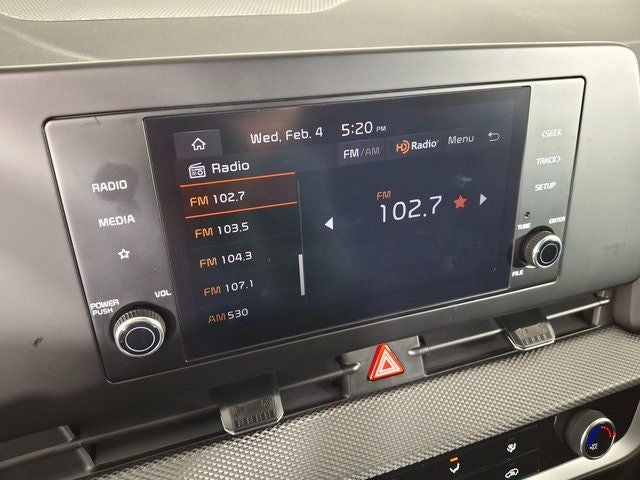 Wed, Feb. 4 5:20 PM
FM/AM HD Radio Menu
Radio
FM 102.7
FM 103.5
FM 104.3
FM 107.1
AM 530
FM
102.7
RADIO
MEDIA
POWER
PUSH
VOL
<SEEK
TRACK>
SETUP
TUNE
ENTER
FILE